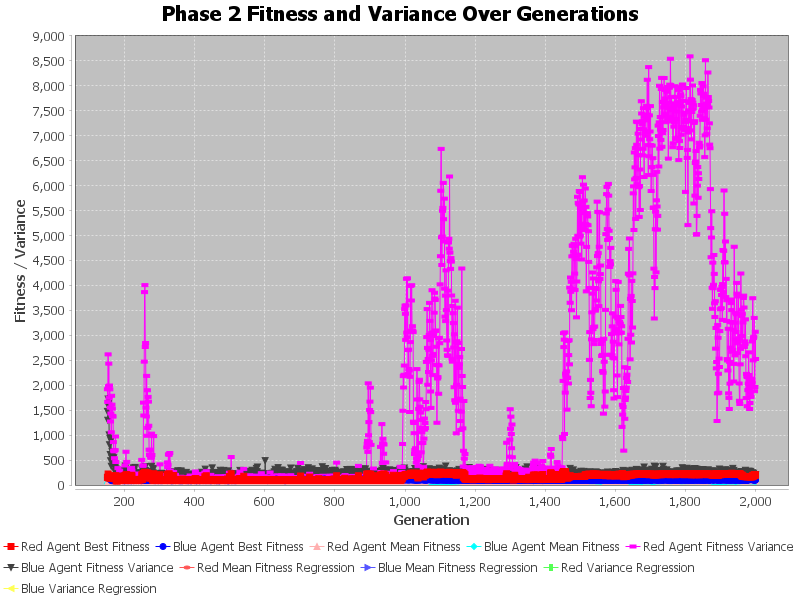 Phase 2 Fitness and Variance Over Generations
9,000
8,500
8,000
7,500
7,000
6,500
6,000
5,500
5,000
4,500
4,000
3,500
3,000
2,500
2,000
1,500
1,000
500
0
Fitness / Variance
200 400 600 800 1,000 1,200 1,400 1,600 1,800 2,000
Generation
Red Agent Best Fitness Blue Agent Best Fitness Red Agent Mean Fitness Blue Agent Mean Fitness Red Agent Fitness Variance
Blue Agent Fitness Variance Red Mean Fitness Regression Blue Mean Fitness Regression Red Variance Regression
Blue Variance Regression